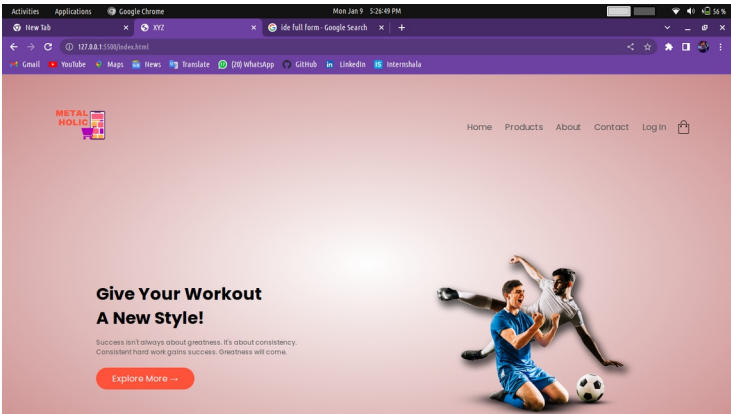 Activities Applications Google Chrome Mon Jan 9 5:26:49 PM 56 %
New Tab XYZ ide full form - Google Search
127.0.0.1:5500/index.html
Gmail YouTube Maps News Translate (20) WhatsApp GitHub LinkedIn Internshala
METAL
HOLIC
Home Products About Contact Log In
Give Your Workout
A New Style!
Success isn't always about greatness. It's about consistency.
Consistent hard work gains success. Greatness will come.
Explore More →